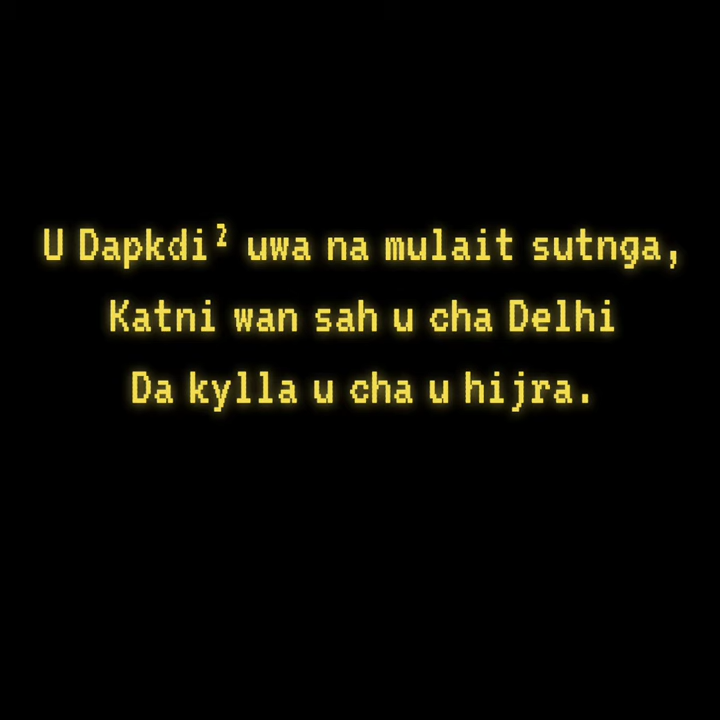 U Dapkdi² uwa na mulait sutnga,
Katni wan sah u cha Delhi
Da kylla u cha u hijra.